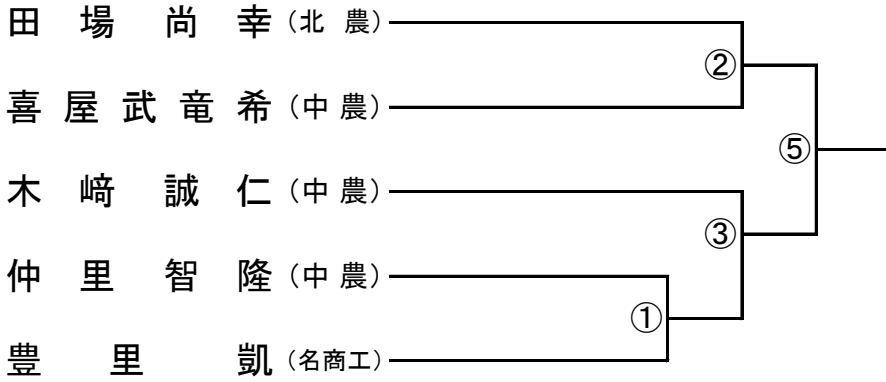 田場尚幸（北農）
②
喜屋武竜希（中農）
⑤
木﨑誠仁（中農）
③
仲里智隆（中農）
①
豊里凱（名商工）